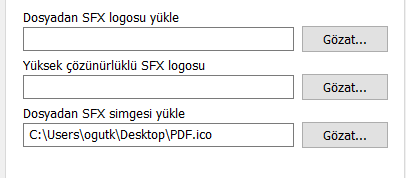 Dosyadan SFX logosu yükle
Gözat...
Yüksek çözünürlüklü SFX logosu
Gözat...
Dosyadan SFX simgesi yükle
C:\Users\ogutk\Desktop\PDF.ico Gözat...